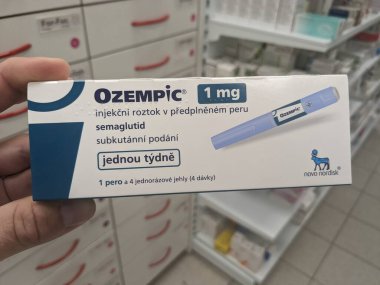 OZEMPIC® 1 mg
injekční roztok v předplněném peru
semaglutid
subkutánní podání
jednou týdně
1 pero a 4 jednorázové jehly (4 dávky)
OZEMPIC®
novo nordisk®